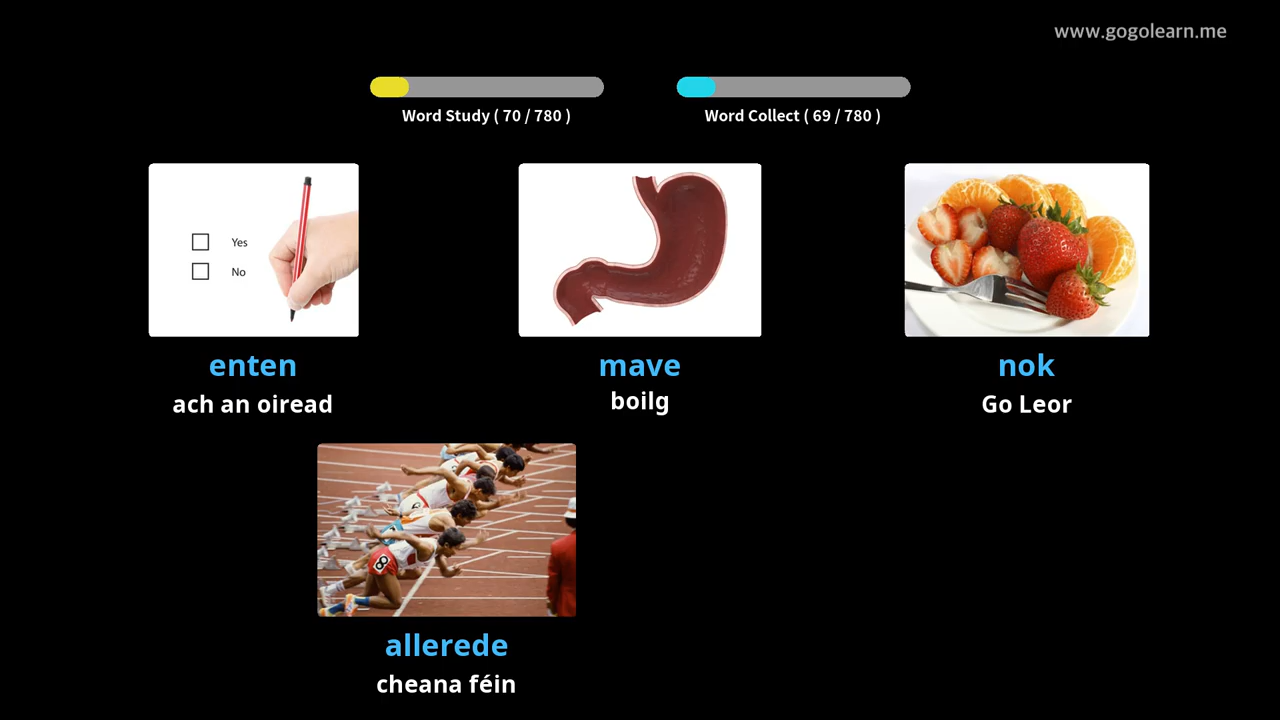 www.gogolearn.me
Word Study ( 70 / 780 )
Word Collect ( 69 / 780 )
Yes
No
enten
ach an oiread
mave
boilg
nok
Go Leor
8
allerede
cheana féin